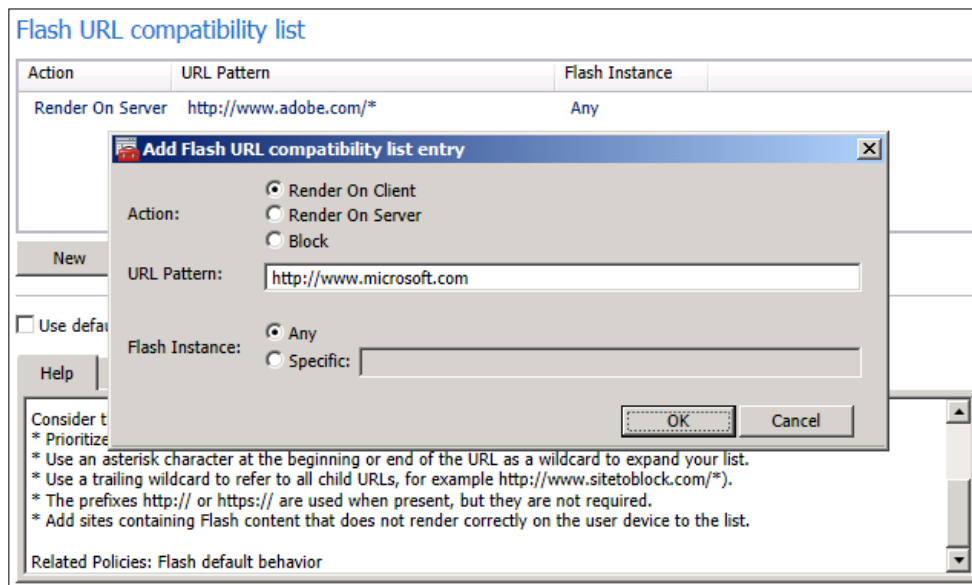 Flash URL compatibility list
Action URL Pattern Flash Instance
Render On Server http://www.adobe.com/* Any
Add Flash URL compatibility list entry
Action:
Render On Client
Render On Server
Block
URL Pattern: http://www.microsoft.com
Flash Instance:
Any
Specific:
OK Cancel
New
Use defau
Help
Consider t
* Prioritize
* Use an asterisk character at the beginning or end of the URL as a wildcard to expand your list.
* Use a trailing wildcard to refer to all child URLs, for example http://www.sitetoblock.com/*).
* The prefixes http:// or https:// are used when present, but they are not required.
* Add sites containing Flash content that does not render correctly on the user device to the list.
Related Policies: Flash default behavior